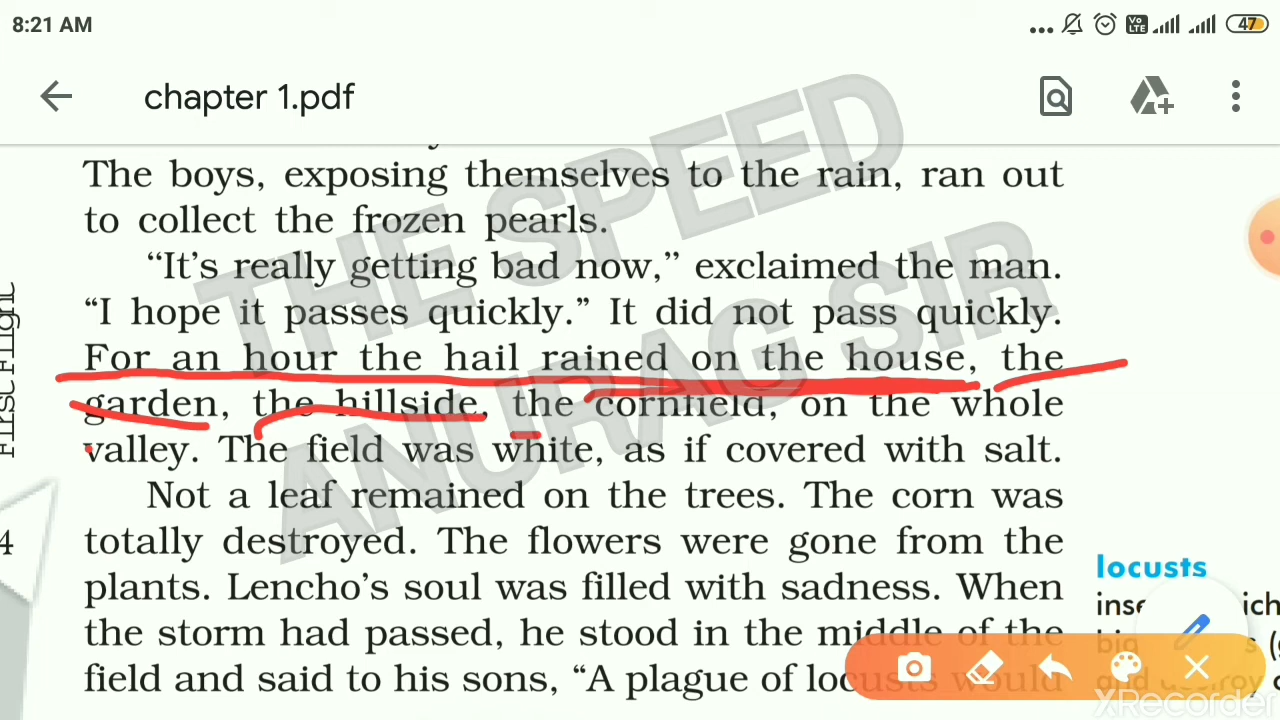 8:21 AM
Vo LTE
47
chapter 1.pdf
The boys, exposing themselves to the rain, ran out
to collect the frozen pearls.
“It’s really getting bad now,” exclaimed the man.
“I hope it passes quickly.” It did not pass quickly.
For an hour the hail rained on the house, the
garden, the hillside, the cornfield, on the whole
valley. The field was white, as if covered with salt.
Not a leaf remained on the trees. The corn was
totally destroyed. The flowers were gone from the
plants. Lencho’s soul was filled with sadness. When
the storm had passed, he stood in the middle of the
field and said to his sons, “A plague of locusts would
First Flight
4
locusts
THE SPEED
ANURAG SIR
XRecorder